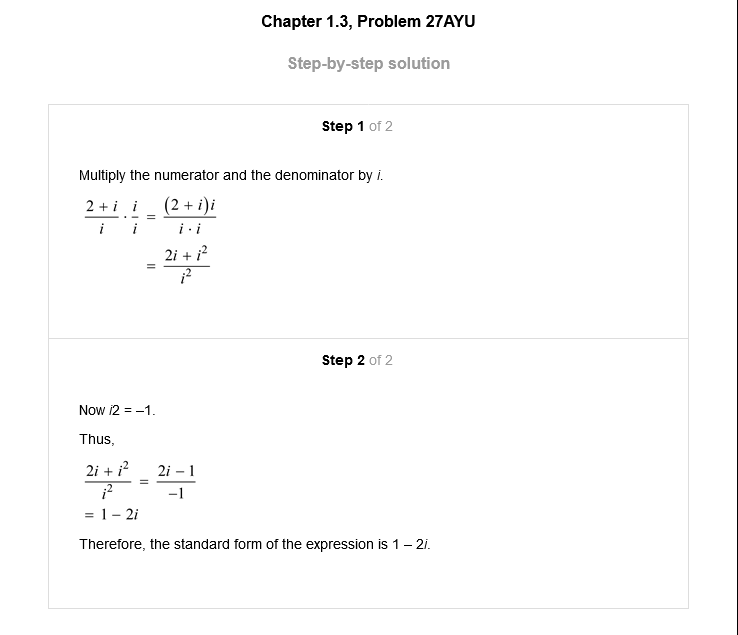 Chapter 1.3, Problem 27AYU
Step-by-step solution
Step 1 of 2
Multiply the numerator and the denominator by i.
\frac{2 + i}{i} \cdot \frac{i}{i} = \frac{(2 + i)i}{i \cdot i}
= \frac{2i + i^2}{i^2}
Step 2 of 2
Now i2 = –1.
Thus,
\frac{2i + i^2}{i^2} = \frac{2i - 1}{-1}
= 1 − 2i
Therefore, the standard form of the expression is 1 – 2i.